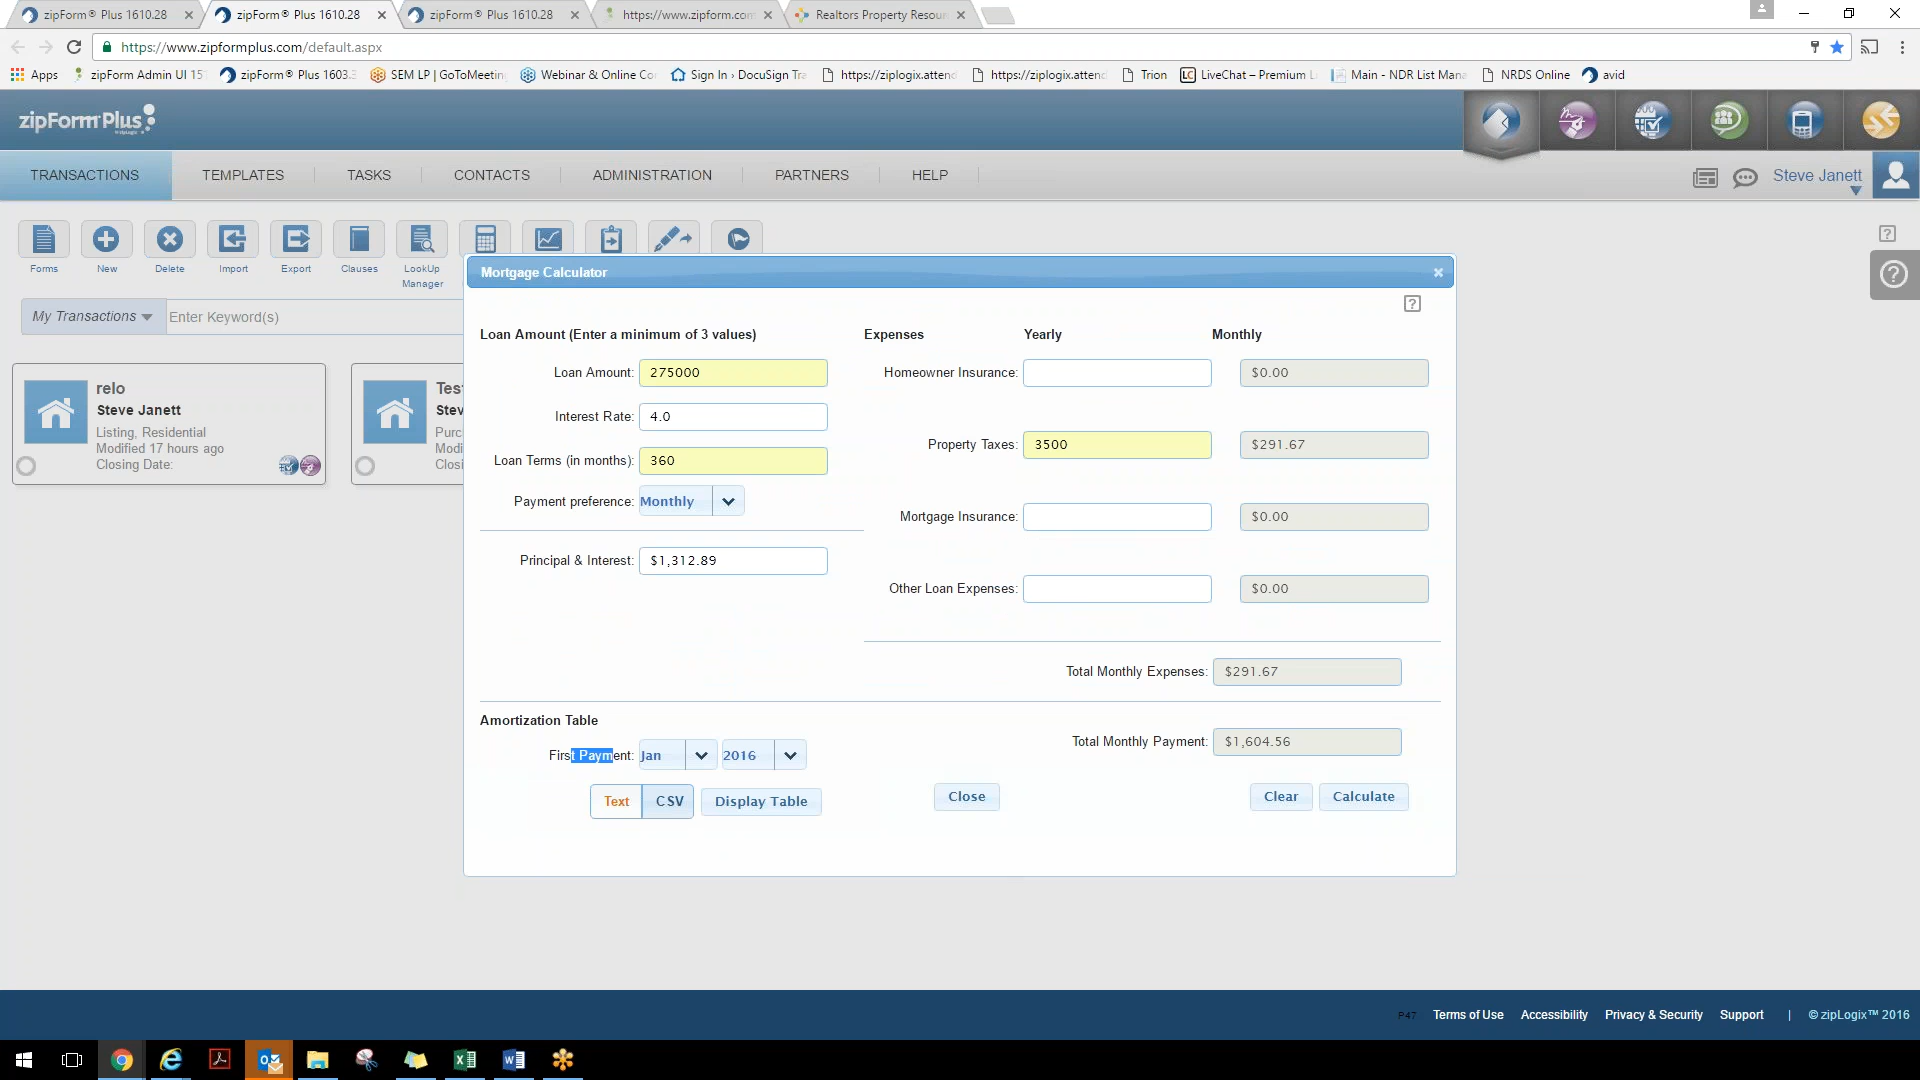 zipForm® Plus 1610.28
zipForm® Plus 1610.28
zipForm® Plus 1610.28
https://www.zipform.com
Realtors Property Resour
https://www.zipformplus.com/default.aspx
Apps
zipForm Admin UI 15
zipForm® Plus 1603.
SEM LP | GoToMeeting
Webinar & Online Co
Sign In › DocuSign Tra
https://ziplogix.attend
https://ziplogix.attend
Trion
LiveChat – Premium L
Main - NDR List Mana
NRDS Online
avid
zipForm Plus
by zipLogix
TRANSACTIONS
TEMPLATES
TASKS
CONTACTS
ADMINISTRATION
PARTNERS
HELP
Steve Janett
Forms
New
Delete
Import
Export
Clauses
LookUp
Manager
My Transactions
Enter Keyword(s)
relo
Steve Janett
Listing, Residential
Modified 17 hours ago
Closing Date:
Tes
Stev
Purc
Modi
Closi
Mortgage Calculator
Loan Amount (Enter a minimum of 3 values)
Expenses
Yearly
Monthly
Loan Amount: 275000
Homeowner Insurance:
$0.00
Interest Rate: 4.0
Property Taxes: 3500
$291.67
Loan Terms (in months): 360
Payment preference: Monthly
Mortgage Insurance:
$0.00
Principal & Interest: $1,312.89
Other Loan Expenses:
$0.00
Total Monthly Expenses: $291.67
Amortization Table
First Payment: Jan 2016
Total Monthly Payment: $1,604.56
Text
CSV
Display Table
Close
Clear
Calculate
P47
Terms of Use
Accessibility
Privacy & Security
Support
|
© zipLogix™ 2016